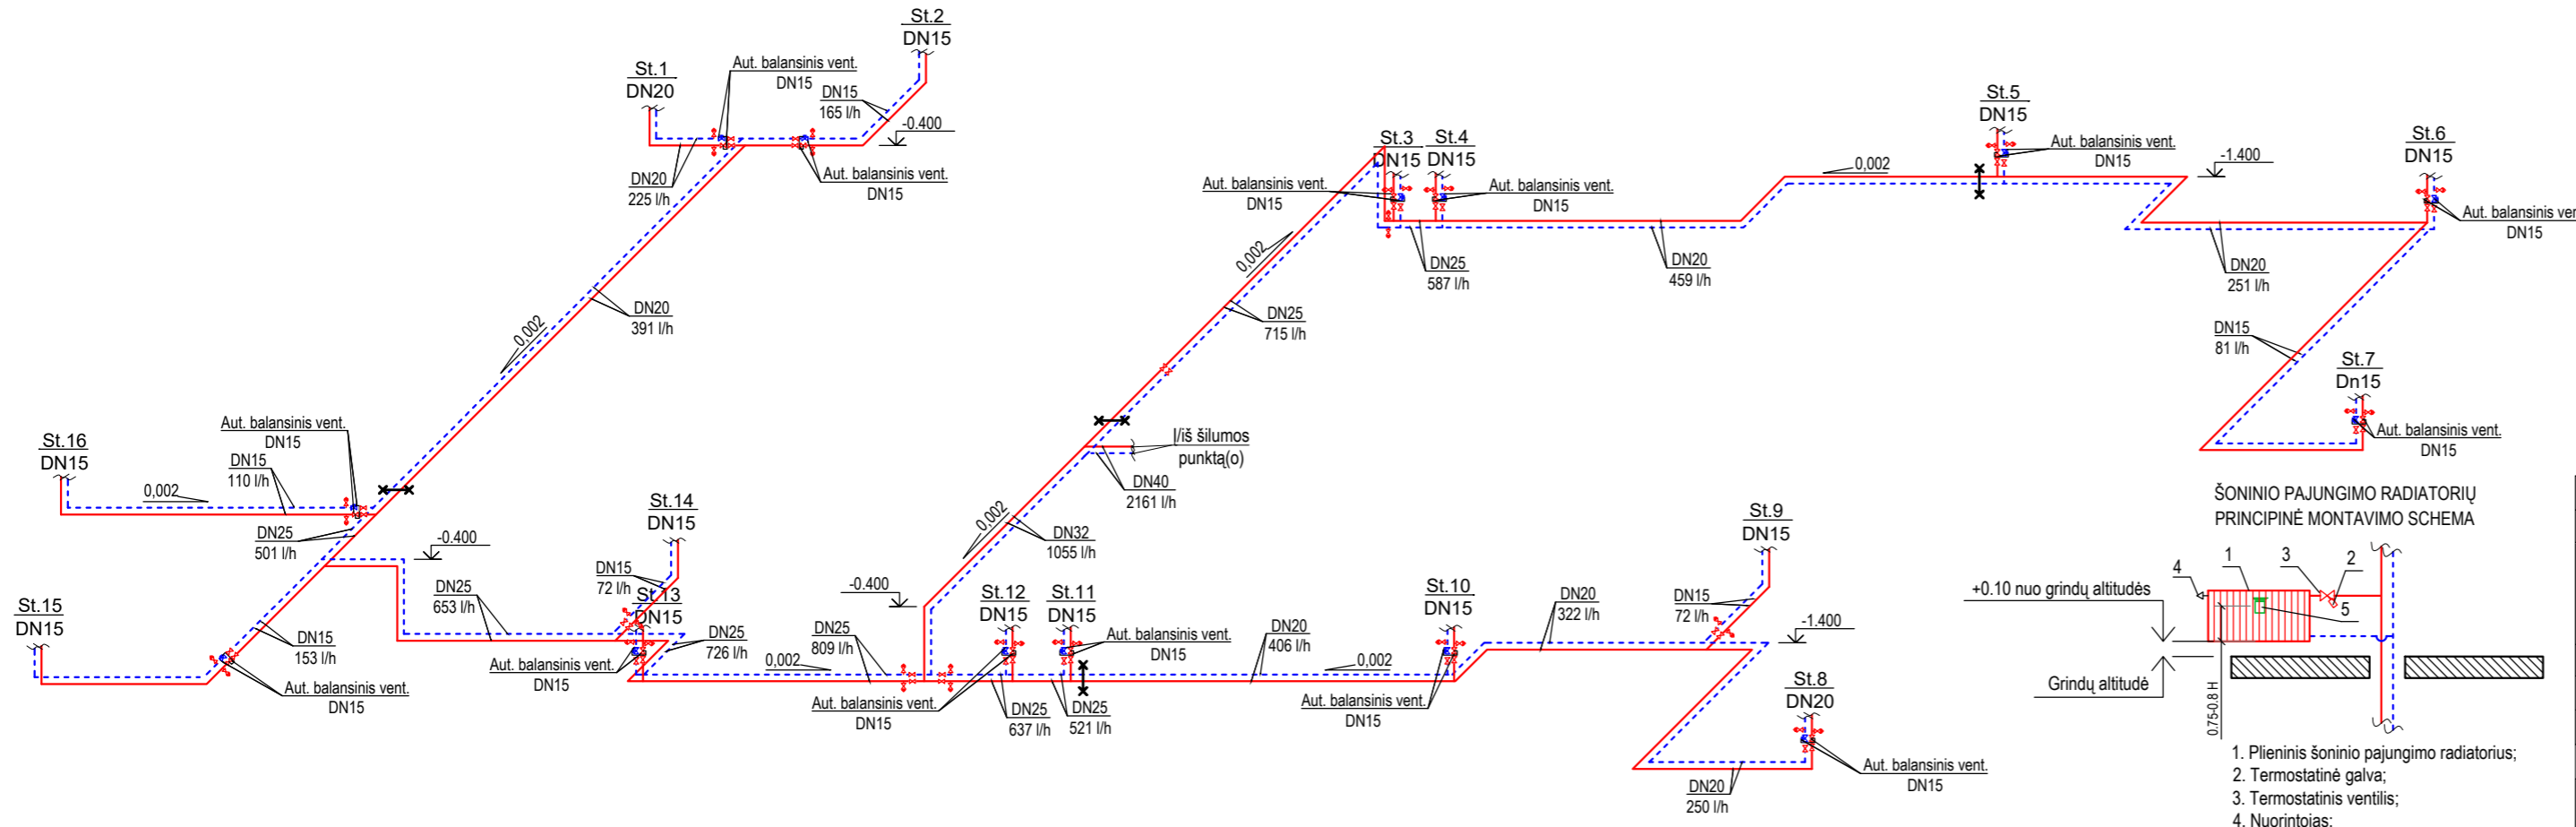 St.1
DN20
St.2
DN15
Aut. balansinis vent.
DN15
DN15
165 l/h
-0.400
DN20
225 l/h
Aut. balansinis vent.
DN15
0,002
DN20
391 l/h
St.16
DN15
0,002
DN15
110 l/h
Aut. balansinis vent.
DN15
DN25
501 l/h
-0.400
St.15
DN15
DN15
153 l/h
Aut. balansinis vent.
DN15
DN25
653 l/h
St.14
DN15
DN15
72 l/h
St.13
DN15
Aut. balansinis vent.
DN15
DN25
726 l/h
0,002
DN25
809 l/h
-0.400
0,002
DN32
1055 l/h
DN40
2161 l/h
Į/iš šilumos
punktą(o)
DN25
715 l/h
0,002
St.3
DN15
St.4
DN15
Aut. balansinis vent.
DN15
Aut. balansinis vent.
DN15
DN25
587 l/h
DN20
459 l/h
0,002
St.5
DN15
Aut. balansinis vent.
DN15
-1.400
St.6
DN15
Aut. balansinis ven
DN15
DN20
251 l/h
DN15
81 l/h
St.7
Dn15
Aut. balansinis vent.
DN15
St.12
DN15
St.11
DN15
Aut. balansinis vent.
DN15
Aut. balansinis vent.
DN15
DN25
637 l/h
DN25
521 l/h
DN20
406 l/h
0,002
St.10
DN15
Aut. balansinis vent.
DN15
DN20
322 l/h
St.9
DN15
DN15
72 l/h
-1.400
St.8
DN20
Aut. balansinis vent.
DN15
DN20
250 l/h
ŠONINIO PAJUNGIMO RADIATORIŲ
PRINCIPINĖ MONTAVIMO SCHEMA
1
3
2
4
5
+0.10 nuo grindų altitudės
Grindų altitudė
0.75-0.8 H
1. Plieninis šoninio pajungimo radiatorius;
2. Termostatinė galva;
3. Termostatinis ventilis;
4. Nuorintojas;